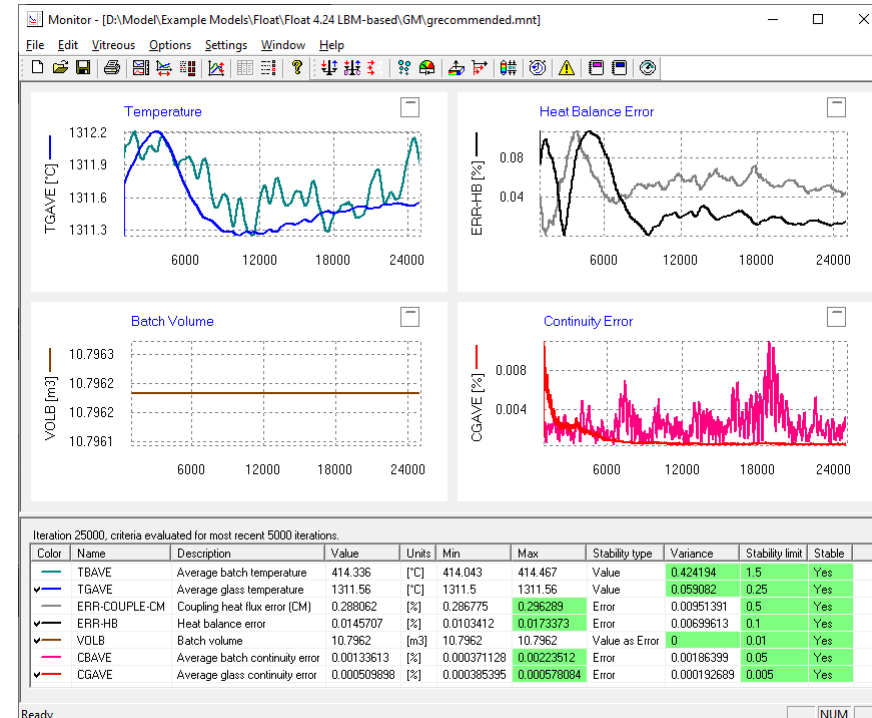 Monitor - [D:\Model\Example Models\Float\Float 4.24 LBM-based\GM\grecommended.mnt]
File Edit Vitreous Options Settings Window Help
Temperature
TGAVE [°C]
1312.2
1311.9
1311.6
1311.3
6000 12000 18000 24000
Heat Balance Error
ERR-HB [%]
0.08
0.04
6000 12000 18000 24000
Batch Volume
VOLB [m3]
10.7963
10.7962
10.7962
10.7961
6000 12000 18000 24000
Continuity Error
CGAVE [%]
0.008
0.004
6000 12000 18000 24000
Iteration 25000, criteria evaluated for most recent 5000 iterations.
Color Name Description Value Units Min Max Stability type Variance Stability limit Stable
TBAVE Average batch temperature 414.336 [°C] 414.043 414.467 Value 0.424194 1.5 Yes
TGAVE Average glass temperature 1311.56 [°C] 1311.5 1311.56 Value 0.059082 0.25 Yes
ERR-COUPLE-CM Coupling heat flux error (CM) 0.288062 [%] 0.286775 0.296289 Error 0.00951391 0.5 Yes
ERR-HB Heat balance error 0.0145707 [%] 0.0103412 0.0173373 Error 0.00699613 0.1 Yes
VOLB Batch volume 10.7962 [m3] 10.7962 10.7962 Value as Error 0 0.01 Yes
CBAVE Average batch continuity error 0.00133613 [%] 0.000371128 0.00223512 Error 0.00186399 0.05 Yes
CGAVE Average glass continuity error 0.000509898 [%] 0.000385395 0.000578084 Error 0.000192689 0.005 Yes
Ready NUM